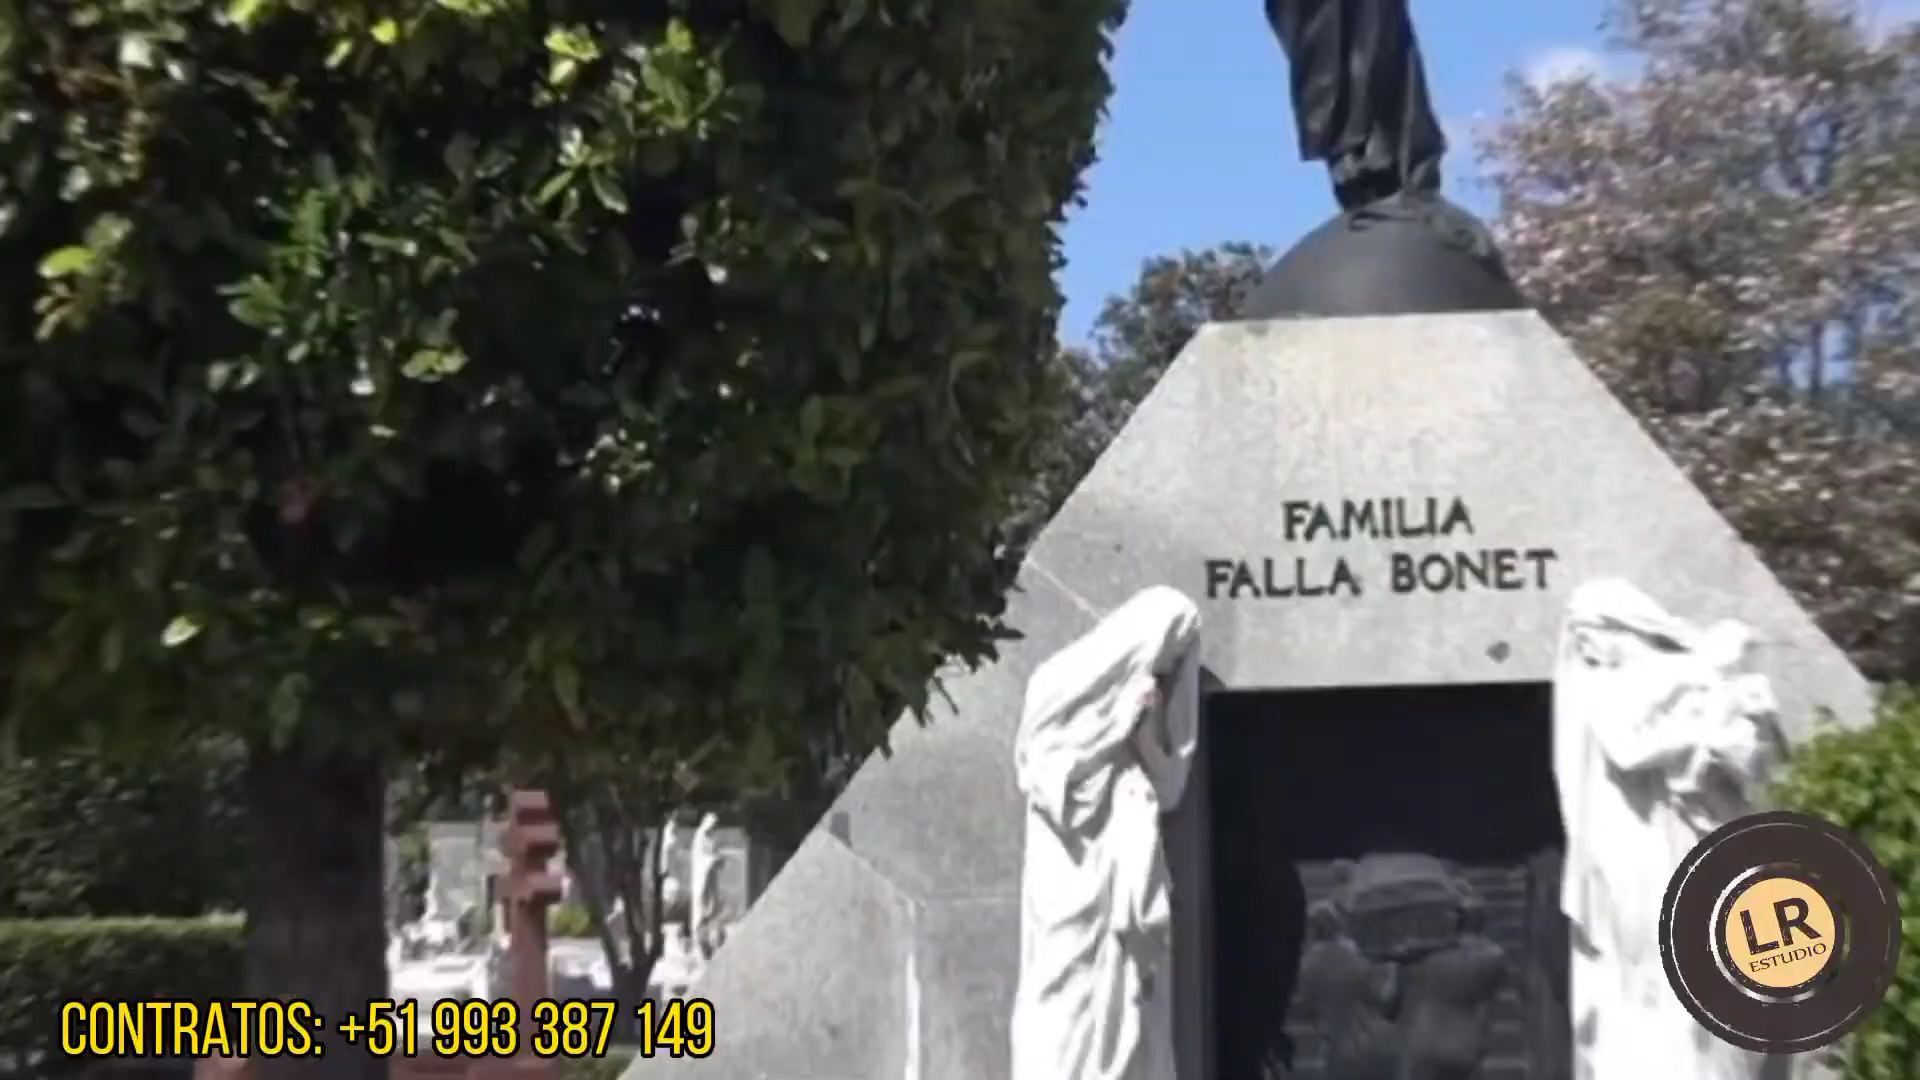 FAMILIA
FALLA BONET
LR
ESTUDIO
CONTRATOS: +51 993 387 149